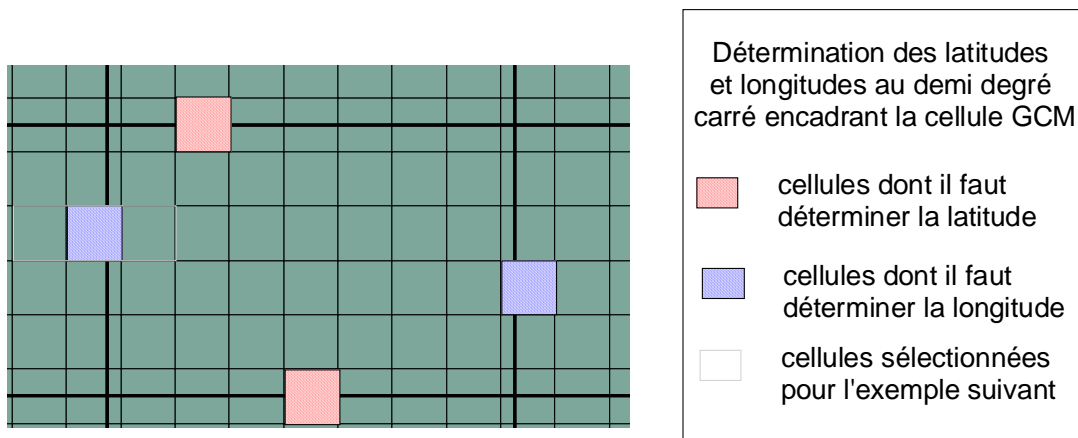 Détermination des latitudes
et longitudes au demi degré
carré encadrant la cellule GCM
cellules dont il faut
déterminer la latitude
cellules dont il faut
déterminer la longitude
cellules sélectionnées
pour l'exemple suivant